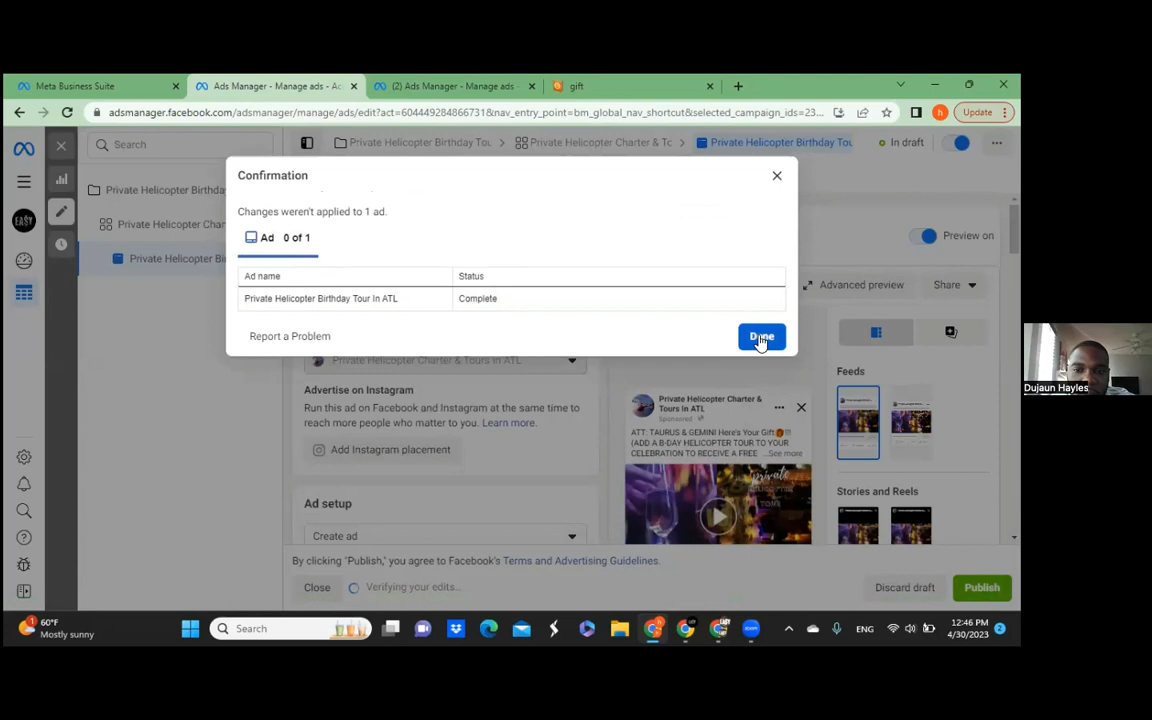 Meta Business Suite
Ads Manager - Manage ads - Ac
(2) Ads Manager - Manage ads -
gift
adsmanager.facebook.com/adsmanager/manage/ads/edit?act=604449284866731&nav_entry_point=bm_global_nav_shortcut&selected_campaign_ids=23...
h
Update
Search
Private Helicopter Birthday Tou
Private Helicopter Charter & Tc
Private Helicopter Birthday Tou
In draft
Private Helicopter Birthday
Private Helicopter Char
Private Helicopter Bi
EASY
Confirmation
Changes weren't applied to 1 ad.
Ad 0 of 1
Ad name
Status
Private Helicopter Birthday Tour In ATL
Complete
Report a Problem
Done
Preview on
Advanced preview
Share
Private Helicopter Charter & Tours In ATL
Advertise on Instagram
Run this ad on Facebook and Instagram at the same time to
reach more people who matter to you. Learn more.
Add Instagram placement
Ad setup
Create ad
Private Helicopter Charter &
Tours In ATL
Sponsored
ATT: TAURUS & GEMINI Here's Your Gift🎁‼
(ADD A B-DAY HELICOPTER TOUR TO YOUR
CELEBRATION TO RECEIVE A FREE ...See more
private
HELICOPTER
TOUR
Feeds
Stories and Reels
By clicking "Publish," you agree to Facebook's Terms and Advertising Guidelines.
Close
Verifying your edits...
Discard draft
Publish
Dujaun Hayles
1
60°F
Mostly sunny
Search
ENG
12:46 PM
4/30/2023
2